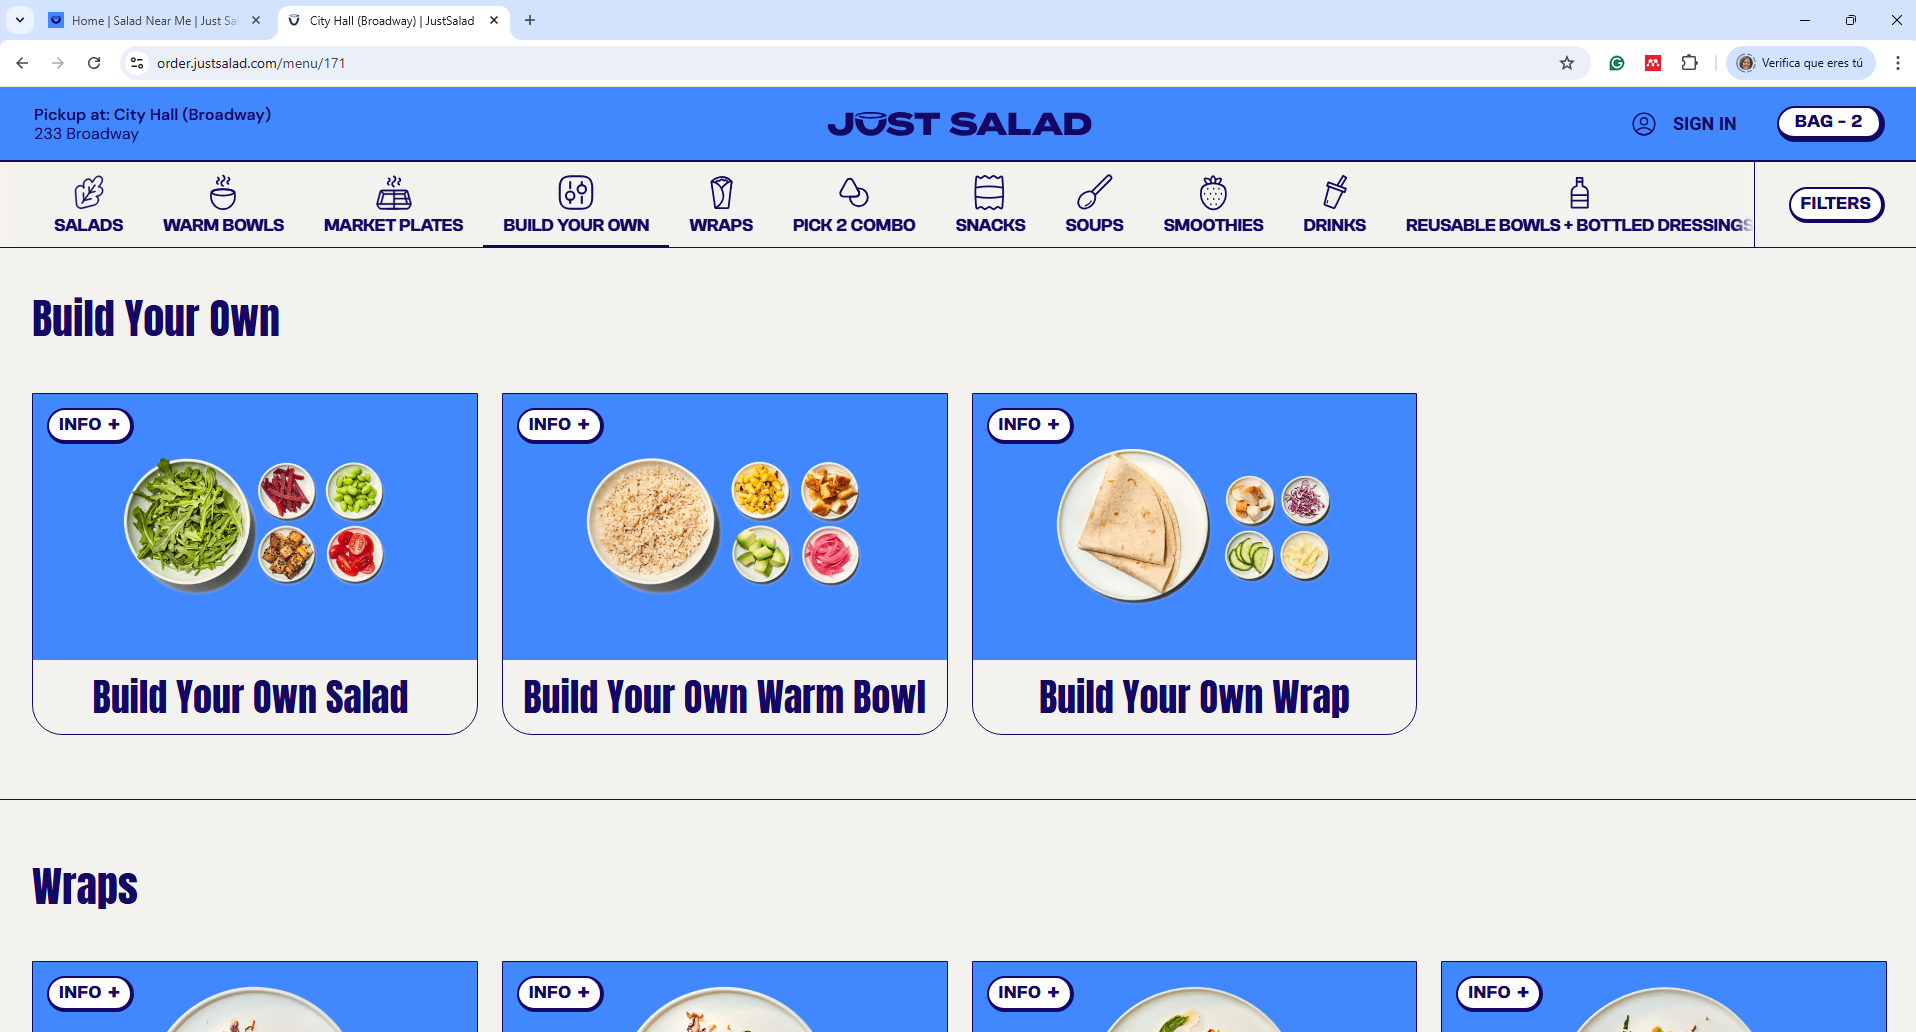 Home | Salad Near Me | Just Sa
City Hall (Broadway) | JustSalad
order.justsalad.com/menu/171
Verifica que eres tú
Pickup at: City Hall (Broadway)
233 Broadway
JUST SALAD
SIGN IN
BAG - 2
SALADS
WARM BOWLS
MARKET PLATES
BUILD YOUR OWN
WRAPS
PICK 2 COMBO
SNACKS
SOUPS
SMOOTHIES
DRINKS
REUSABLE BOWLS + BOTTLED DRESSINGS
FILTERS
Build Your Own
INFO +
INFO +
INFO +
Build Your Own Salad
Build Your Own Warm Bowl
Build Your Own Wrap
Wraps
INFO +
INFO +
INFO +
INFO +